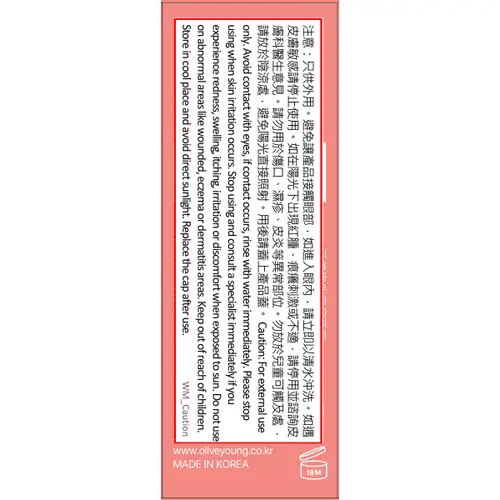 注意：只供外用。避免讓產品接觸眼部，如進入眼內，請立即以清水沖洗。如遇
皮膚敏感請停止使用。如在陽光下出現紅腫、痕癢刺激或不適，請停用並諮詢皮
膚科醫生意見。請勿用於傷口、濕疹、皮炎等異常部位。勿放於兒童可觸及處，
請放於陰涼處，避免陽光直接照射。用後請蓋上產品蓋。 Caution: For external use
only. Avoid contact with eyes, if contact occurs, rinse with water immediately. Please stop
using when skin irritation occurs. Stop using and consult a specialist immediately if you
experience redness, swelling, itching, irritation or discomfort when exposed to sun. Do not use
on abnormal areas like wounded, eczema or dermatitis areas. Keep out of reach of children.
Store in cool place and avoid direct sunlight. Replace the cap after use.
WM_Caution
www.oliveyoung.co.kr
MADE IN KOREA
18M